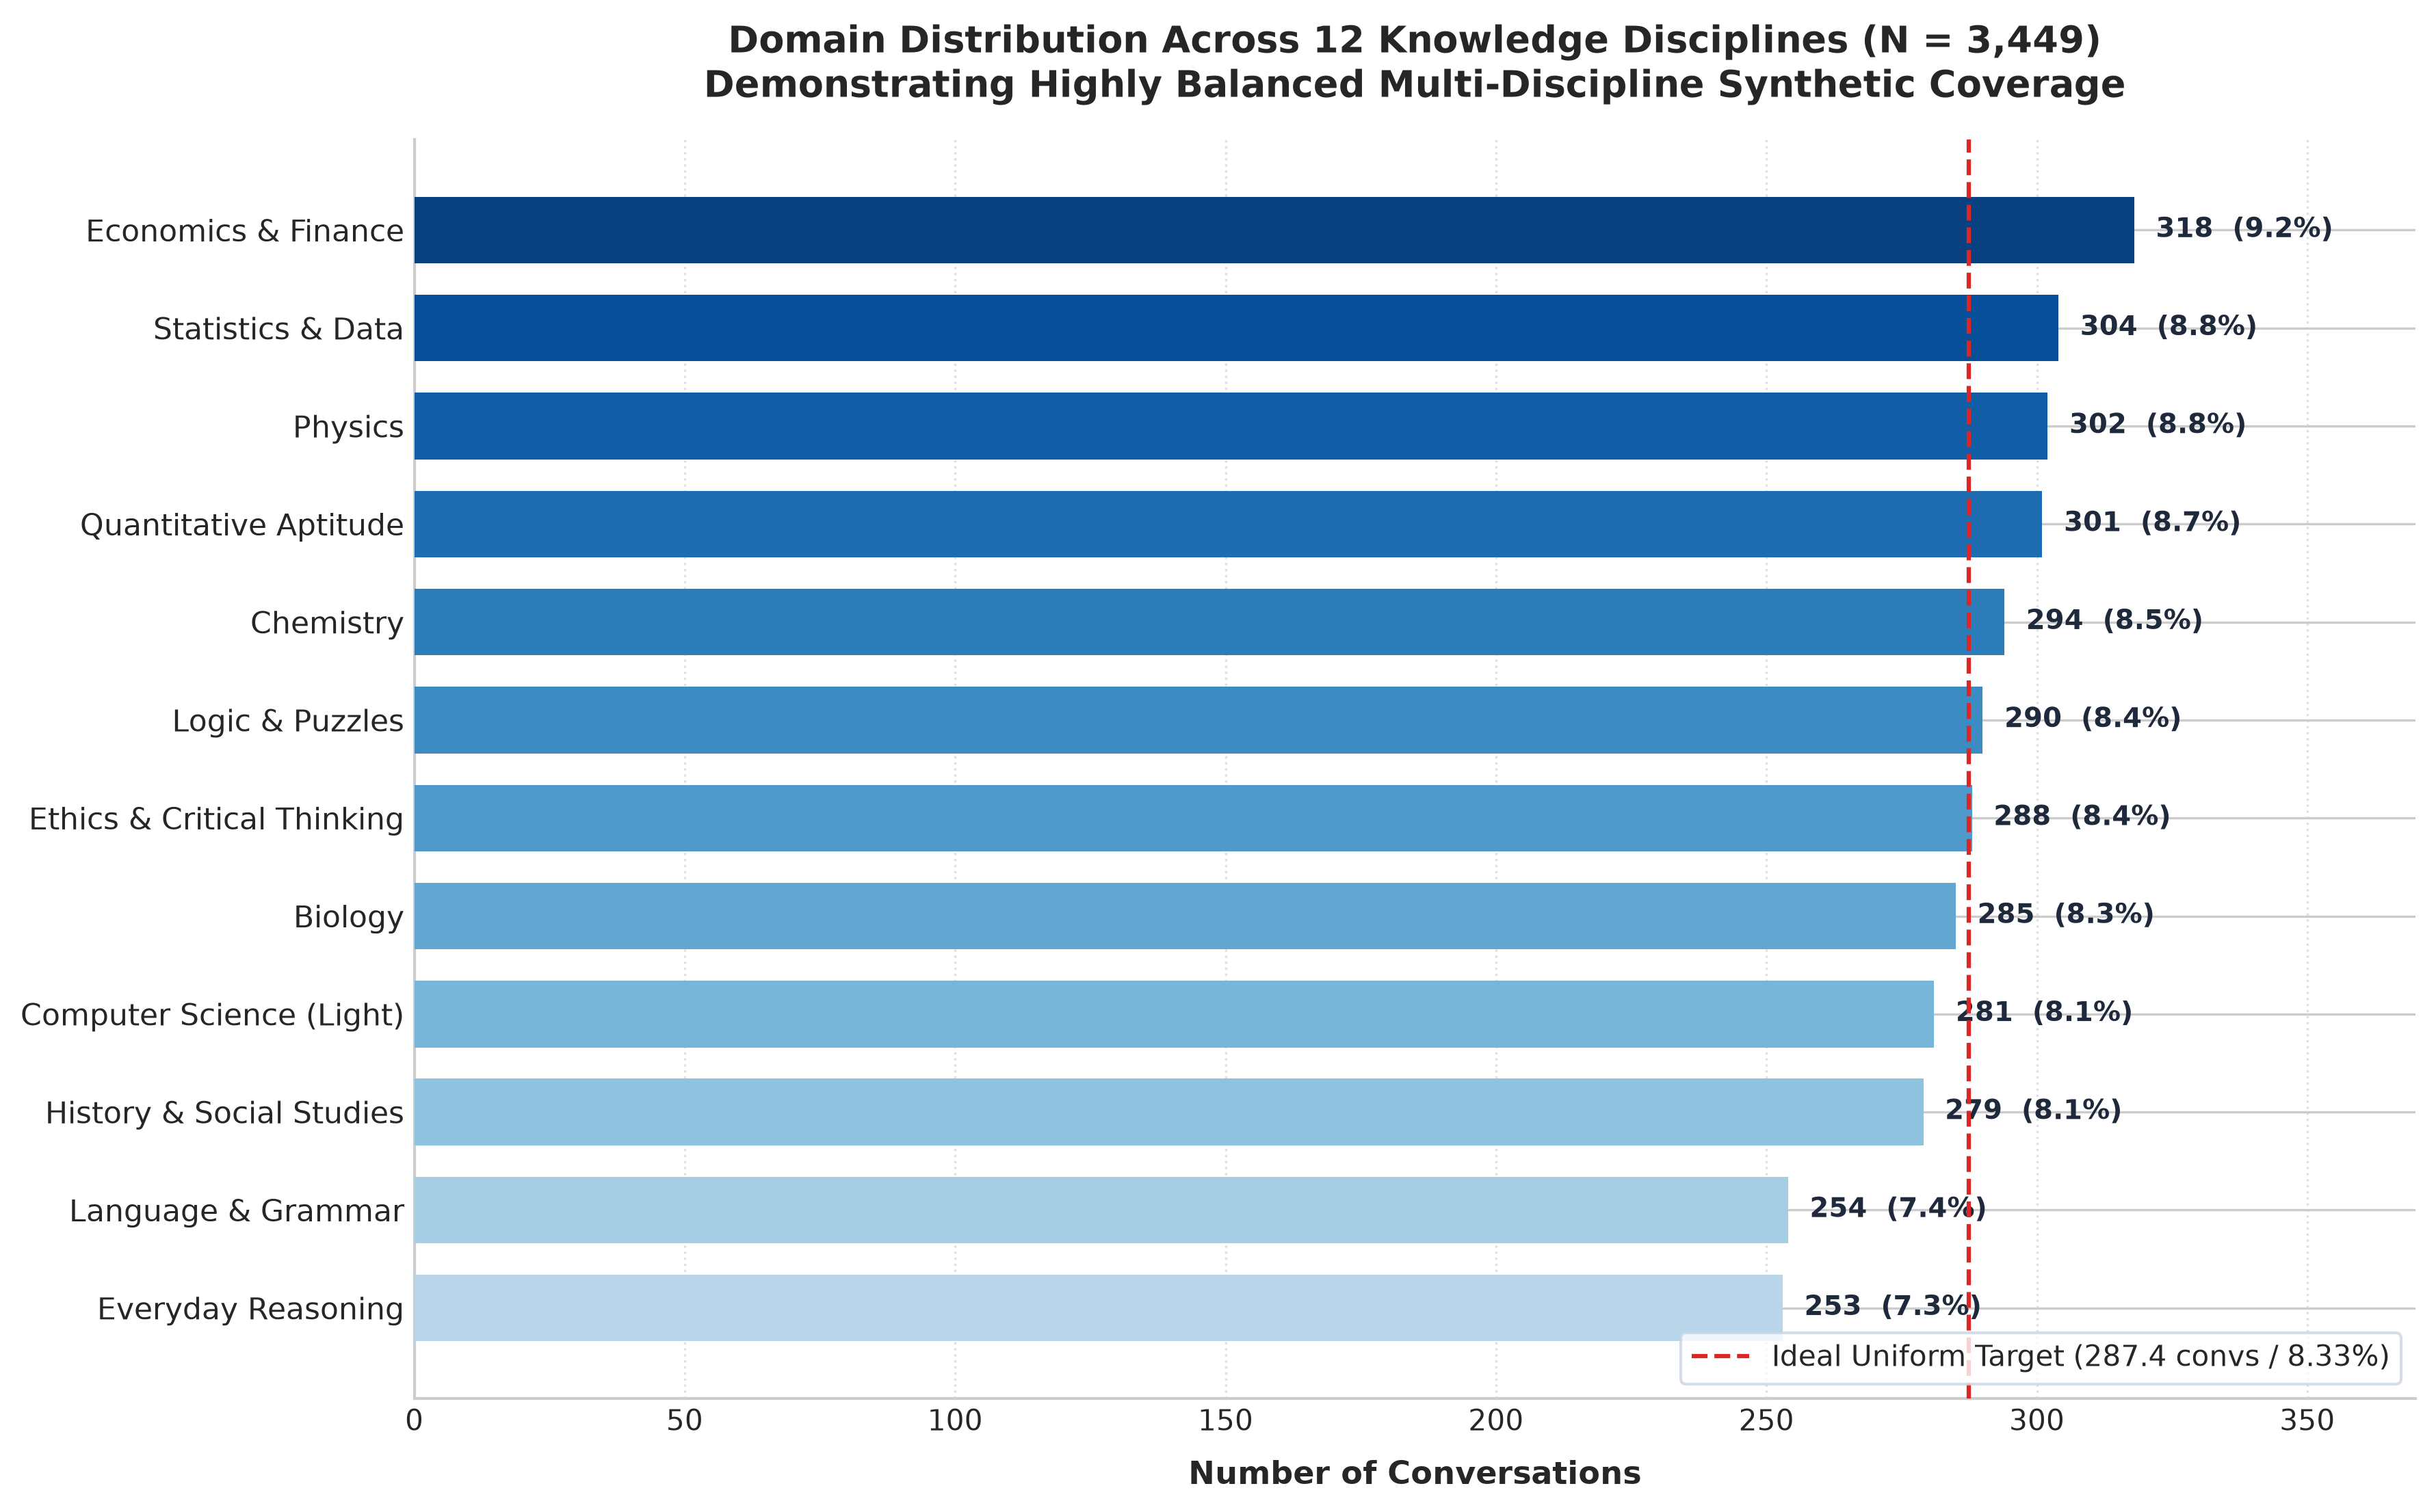 Domain Distribution Across 12 Knowledge Disciplines (N = 3,449)
Demonstrating Highly Balanced Multi-Discipline Synthetic Coverage
Economics & Finance 318 (9.2%)
Statistics & Data 304 (8.8%)
Physics 302 (8.8%)
Quantitative Aptitude 301 (8.7%)
Chemistry 294 (8.5%)
Logic & Puzzles 290 (8.4%)
Ethics & Critical Thinking 288 (8.4%)
Biology 285 (8.3%)
Computer Science (Light) 281 (8.1%)
History & Social Studies 279 (8.1%)
Language & Grammar 254 (7.4%)
Everyday Reasoning 253 (7.3%)
Ideal Uniform Target (287.4 convs / 8.33%)
0 50 100 150 200 250 300 350
Number of Conversations